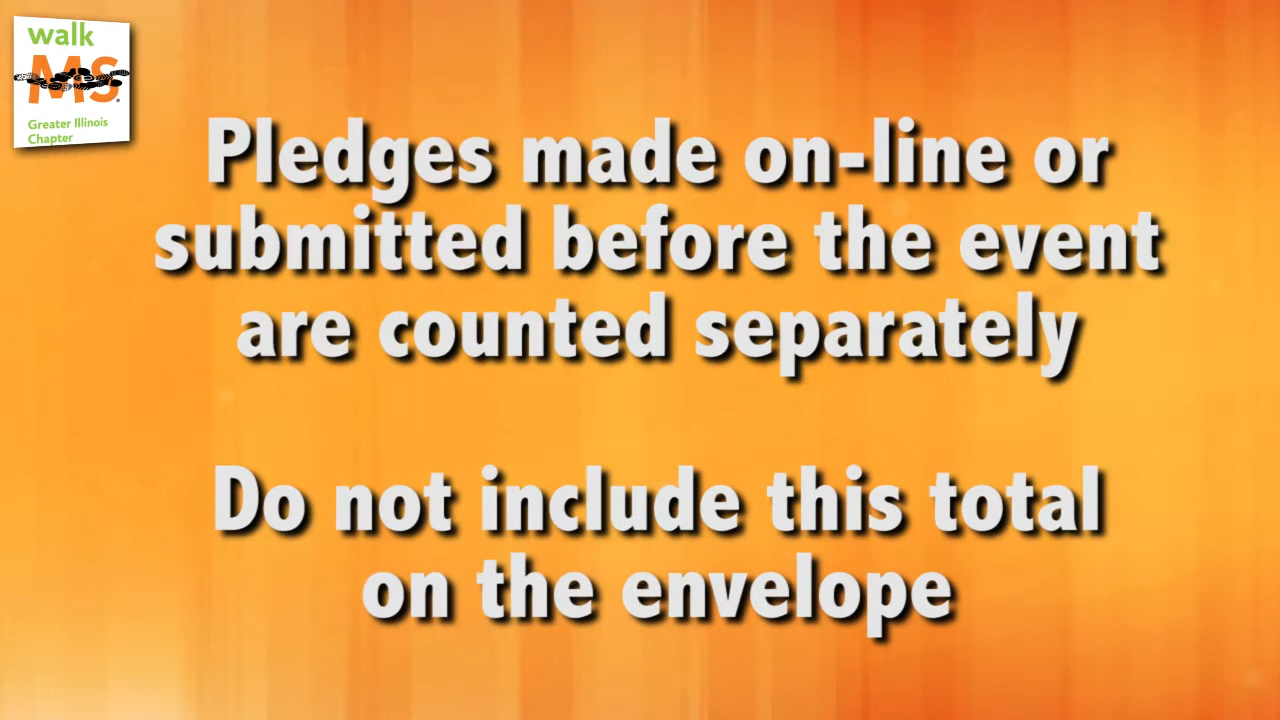 walk
MS
Greater Illinois
Chapter
Pledges made on-line or
submitted before the event
are counted separately
Do not include this total
on the envelope